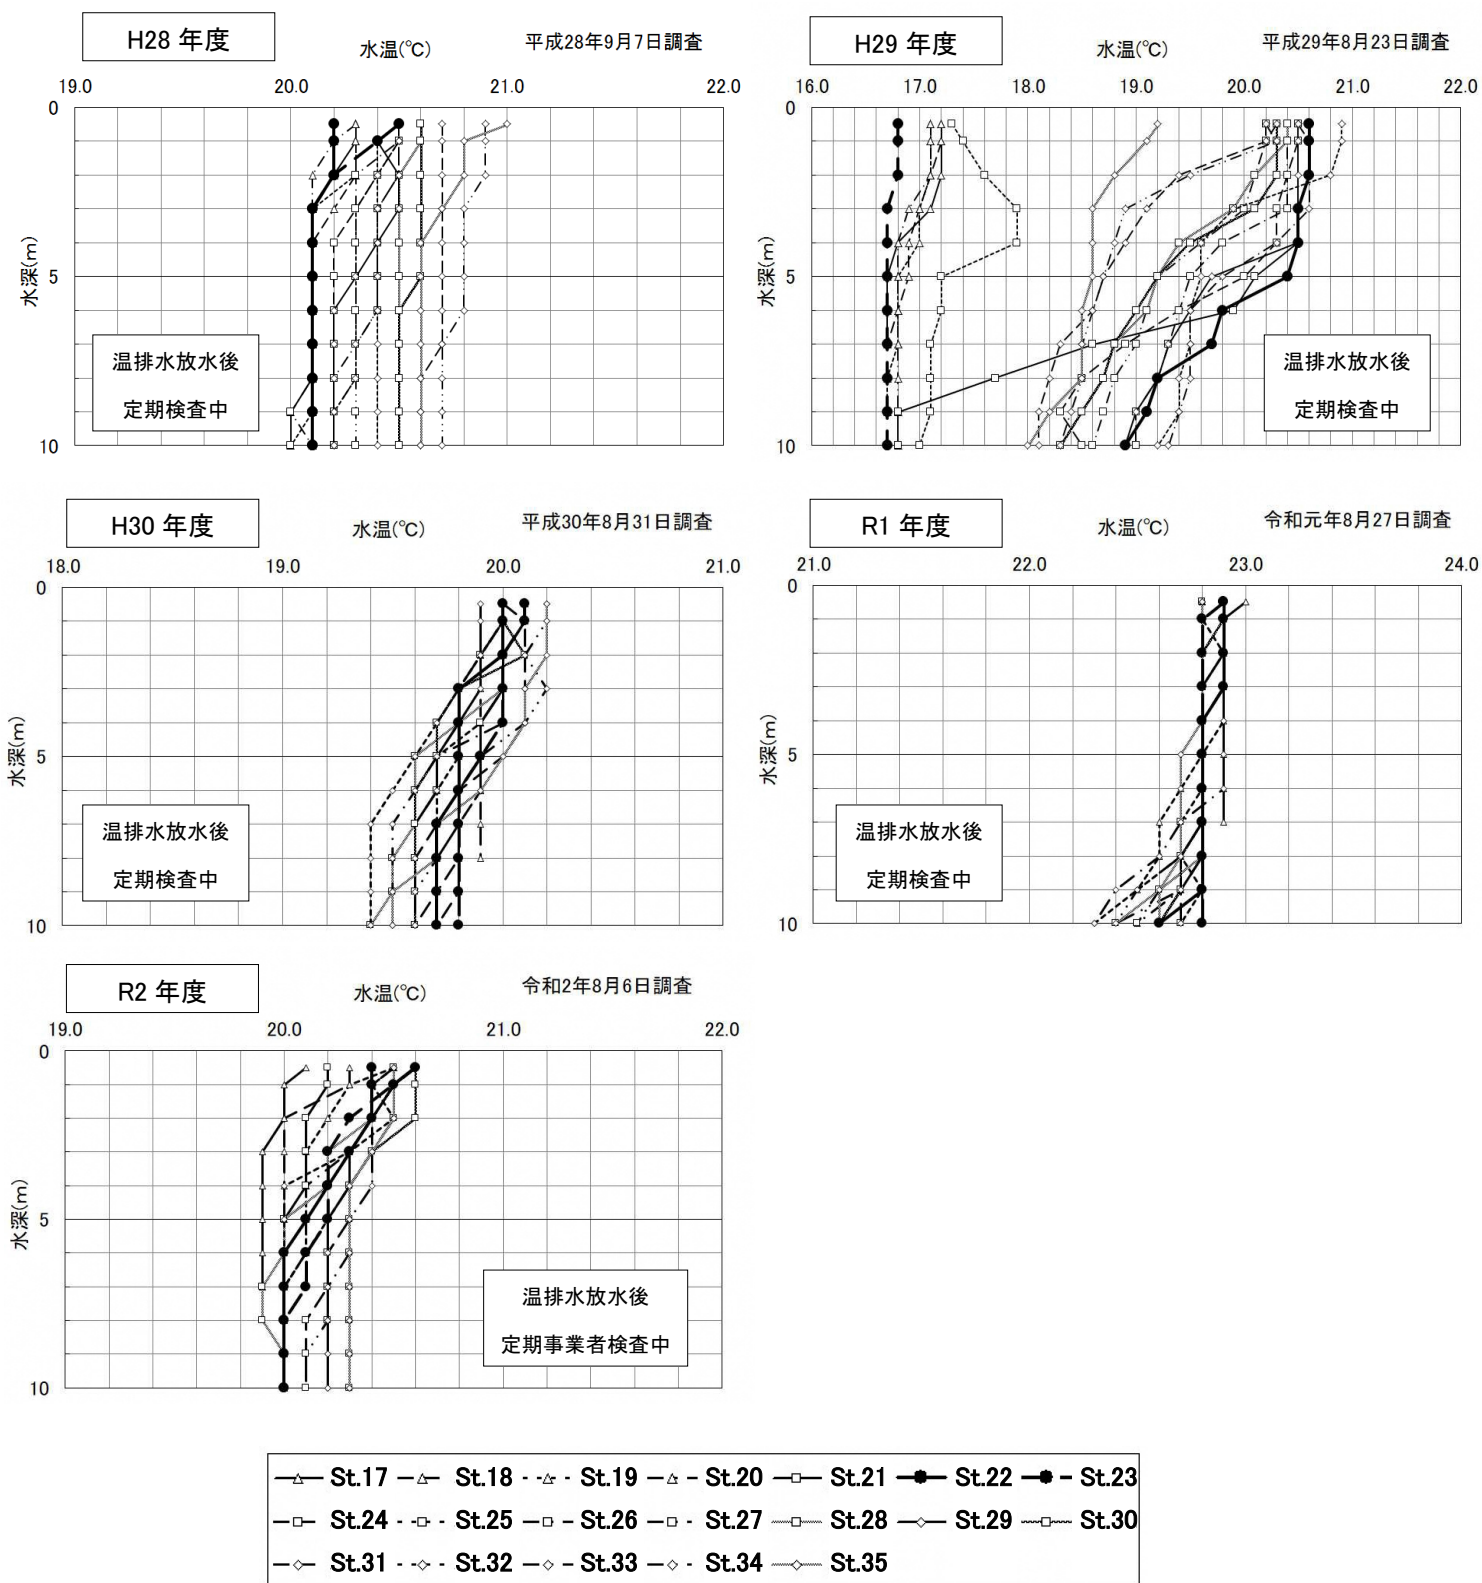 H28 年度
水温(℃)
平成28年9月7日調査
19.0 20.0 21.0 22.0
0
5
10
水深(m)
温排水放水後
定期検査中
H29 年度
水温(℃)
平成29年8月23日調査
16.0 17.0 18.0 19.0 20.0 21.0 22.0
0
5
10
水深(m)
温排水放水後
定期検査中
H30 年度
水温(℃)
平成30年8月31日調査
18.0 19.0 20.0 21.0
0
5
10
水深(m)
温排水放水後
定期検査中
R1 年度
水温(℃)
令和元年8月27日調査
21.0 22.0 23.0 24.0
0
5
10
水深(m)
温排水放水後
定期検査中
R2 年度
水温(℃)
令和2年8月6日調査
19.0 20.0 21.0 22.0
0
5
10
水深(m)
温排水放水後
定期事業者検査中
St.17 St.18 St.19 St.20 St.21 St.22 St.23
St.24 St.25 St.26 St.27 St.28 St.29 St.30
St.31 St.32 St.33 St.34 St.35